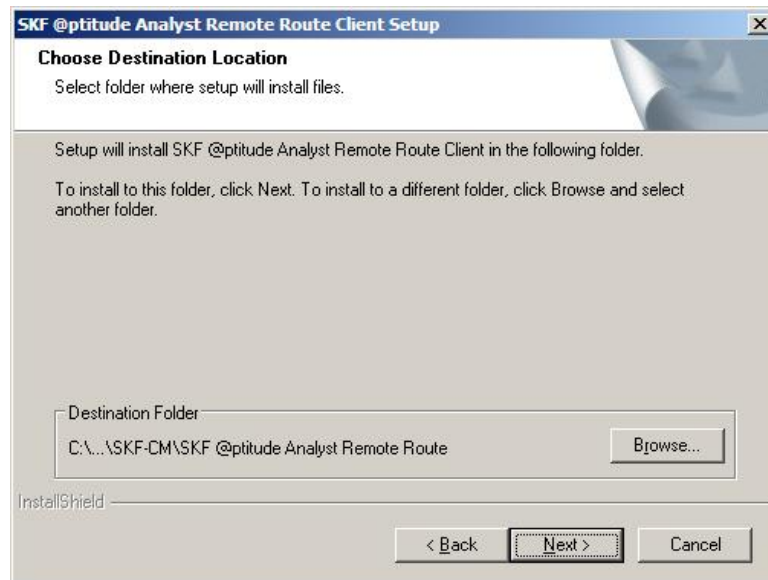 SKF @ptitude Analyst Remote Route Client Setup
Choose Destination Location
Select folder where setup will install files.
Setup will install SKF @ptitude Analyst Remote Route Client in the following folder.
To install to this folder, click Next. To install to a different folder, click Browse and select
another folder.
Destination Folder
C:\...\SKF-CM\SKF @ptitude Analyst Remote Route
Browse...
InstallShield
< Back
Next >
Cancel